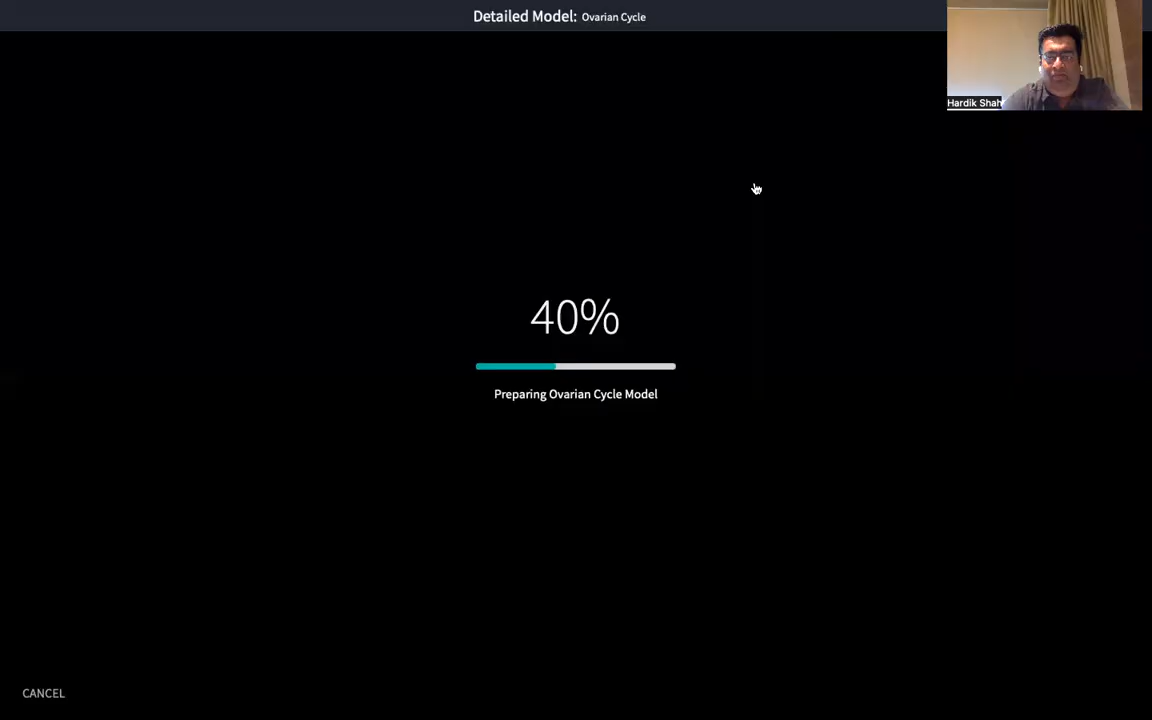 Detailed Model: Ovarian Cycle
Hardik Shah
40%
Preparing Ovarian Cycle Model
CANCEL